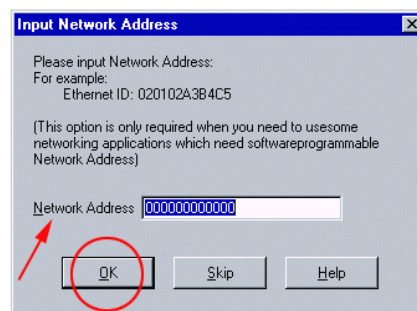 Input Network Address
Please input Network Address:
For example:
Ethernet ID: 020102A3B4C5
(This option is only required when you need to usesome
networking applications which need softwareprogrammable
Network Address)
Network Address 000000000000
OK Skip Help